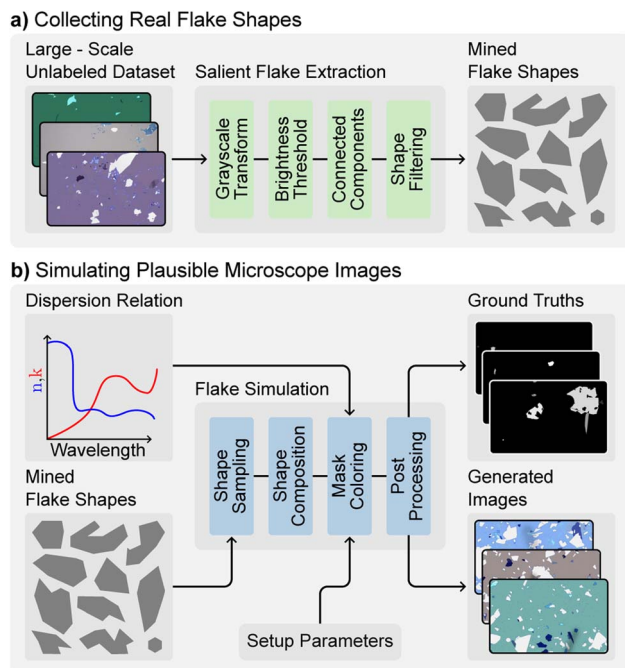 a) Collecting Real Flake Shapes
Large - Scale
Unlabeled Dataset
Salient Flake Extraction
Mined
Flake Shapes
Grayscale
Transform
Brightness
Threshold
Connected
Components
Shape
Filtering
b) Simulating Plausible Microscope Images
Dispersion Relation
n,k
Wavelength
Ground Truths
Flake Simulation
Shape
Sampling
Shape
Composition
Mask
Coloring
Post
Processing
Mined
Flake Shapes
Generated
Images
Setup Parameters